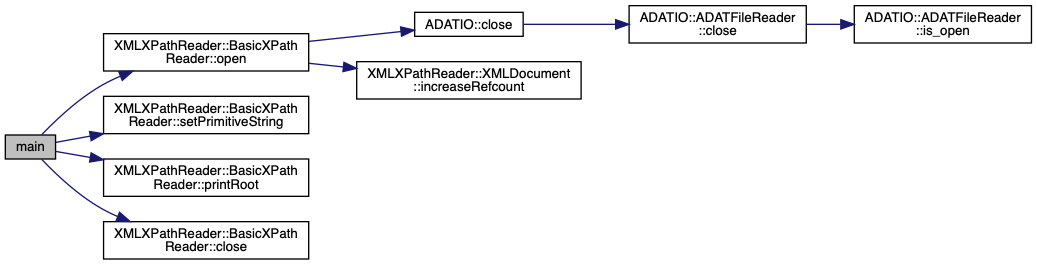 main
XMLXPathReader::BasicXPath
Reader::open
XMLXPathReader::BasicXPath
Reader::setPrimitiveString
XMLXPathReader::BasicXPath
Reader::printRoot
XMLXPathReader::BasicXPath
Reader::close
ADATIO::close
XMLXPathReader::XMLDocument
::increaseRefcount
ADATIO::ADATFileReader
::close
ADATIO::ADATFileReader
::is_open